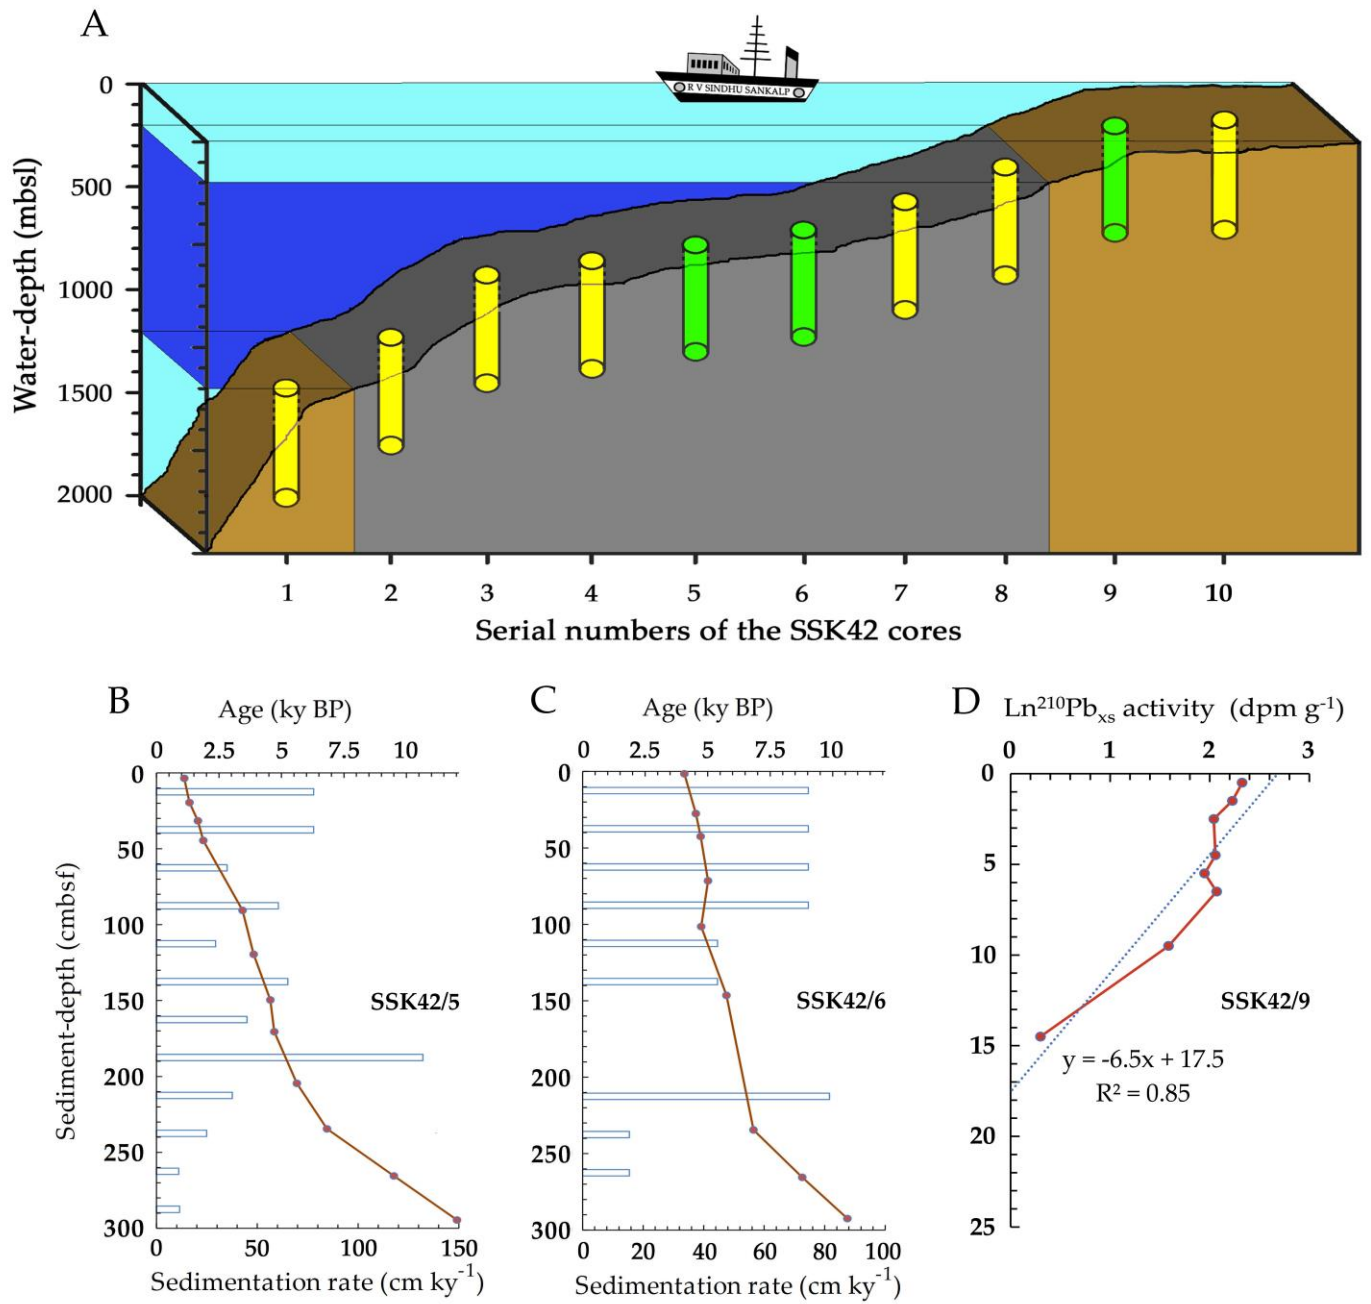 A
R V SINDHU SANKALP
Water-depth (mbsl)
0
500
1000
1500
2000
1 2 3 4 5 6 7 8 9 10
Serial numbers of the SSK42 cores
B
Age (ky BP)
0 2.5 5 7.5 10
Sediment-depth (cmbsf)
0
50
100
150
200
250
300
SSK42/5
0 50 100 150
Sedimentation rate (cm ky⁻¹)
C
Age (ky BP)
0 2.5 5 7.5 10
0
50
100
150
200
250
300
SSK42/6
0 20 40 60 80 100
Sedimentation rate (cm ky⁻¹)
D
Ln²¹⁰Pbₓₛ activity (dpm g⁻¹)
0 1 2 3
0
5
10
15
20
25
SSK42/9
y = -6.5x + 17.5
R² = 0.85